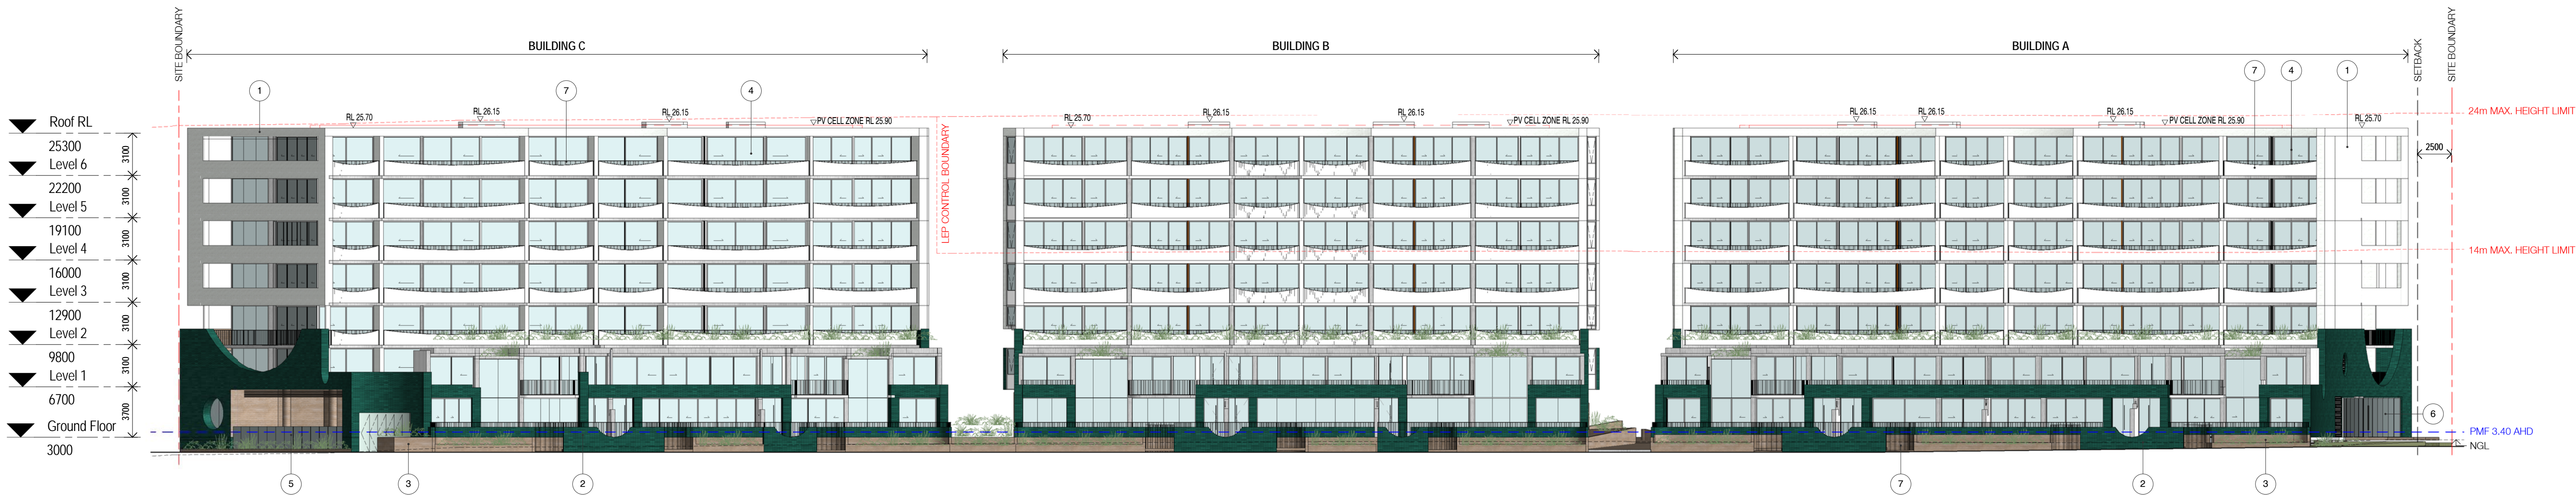 SITE BOUNDARY
BUILDING C
BUILDING B
BUILDING A
SETBACK
SITE BOUNDARY
1
7
4
7
4
1
24m MAX. HEIGHT LIMIT
RL 25.70
RL 26.15
RL 26.15
PV CELL ZONE RL 25.90
RL 25.70
RL 26.15
RL 26.15
PV CELL ZONE RL 25.90
RL 26.15
RL 26.15
RL 26.15
PV CELL ZONE RL 25.90
RL 25.70
LEP CONTROL BOUNDARY
2500
14m MAX. HEIGHT LIMIT
Roof RL
25300
3100
Level 6
22200
3100
Level 5
19100
3100
Level 4
16000
3100
Level 3
12900
3100
Level 2
9800
3100
Level 1
6700
3700
Ground Floor
3000
6
PMF 3.40 AHD
NGL
5
3
2
7
2
3